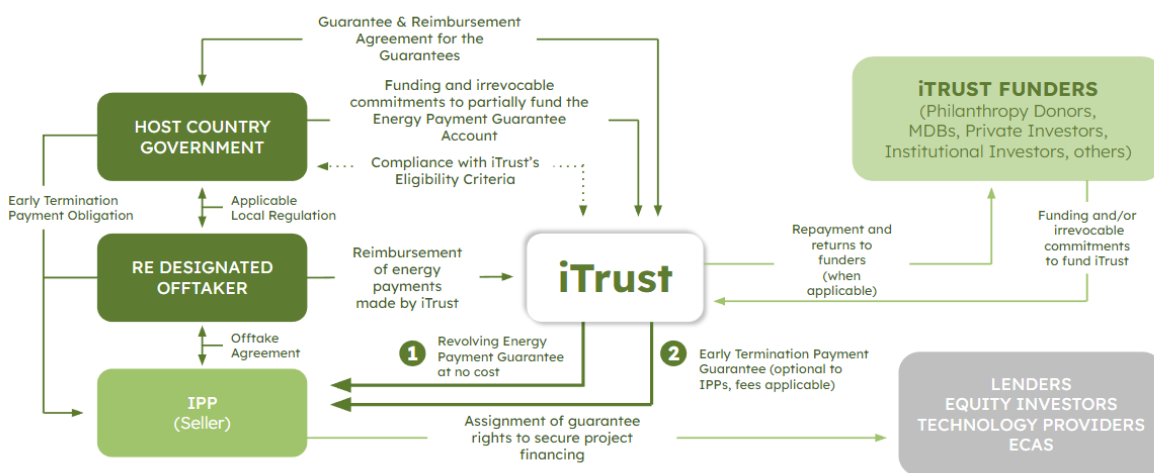 Guarantee & Reimbursement
Agreement for the
Guarantees
Funding and irrevocable
commitments to partially fund the
Energy Payment Guarantee
Account
HOST COUNTRY
GOVERNMENT
Compliance with iTrust's
Eligibility Criteria
iTRUST FUNDERS
(Philanthropy Donors,
MDBs, Private Investors,
Institutional Investors, others)
Early Termination
Payment Obligation
Applicable
Local Regulation
RE DESIGNATED
OFFTAKER
Reimbursement
of energy
payments
made by iTrust
iTrust
Repayment and
returns to
funders
(when
applicable)
Funding and/or
irrevocable
commitments
to fund iTrust
Offtake
Agreement
1
Revolving Energy
Payment Guarantee
at no cost
2
Early Termination Payment
Guarantee (optional to
IPPs, fees applicable)
IPP
(Seller)
Assignment of guarantee
rights to secure project
financing
LENDERS
EQUITY INVESTORS
TECHNOLOGY PROVIDERS
ECAS